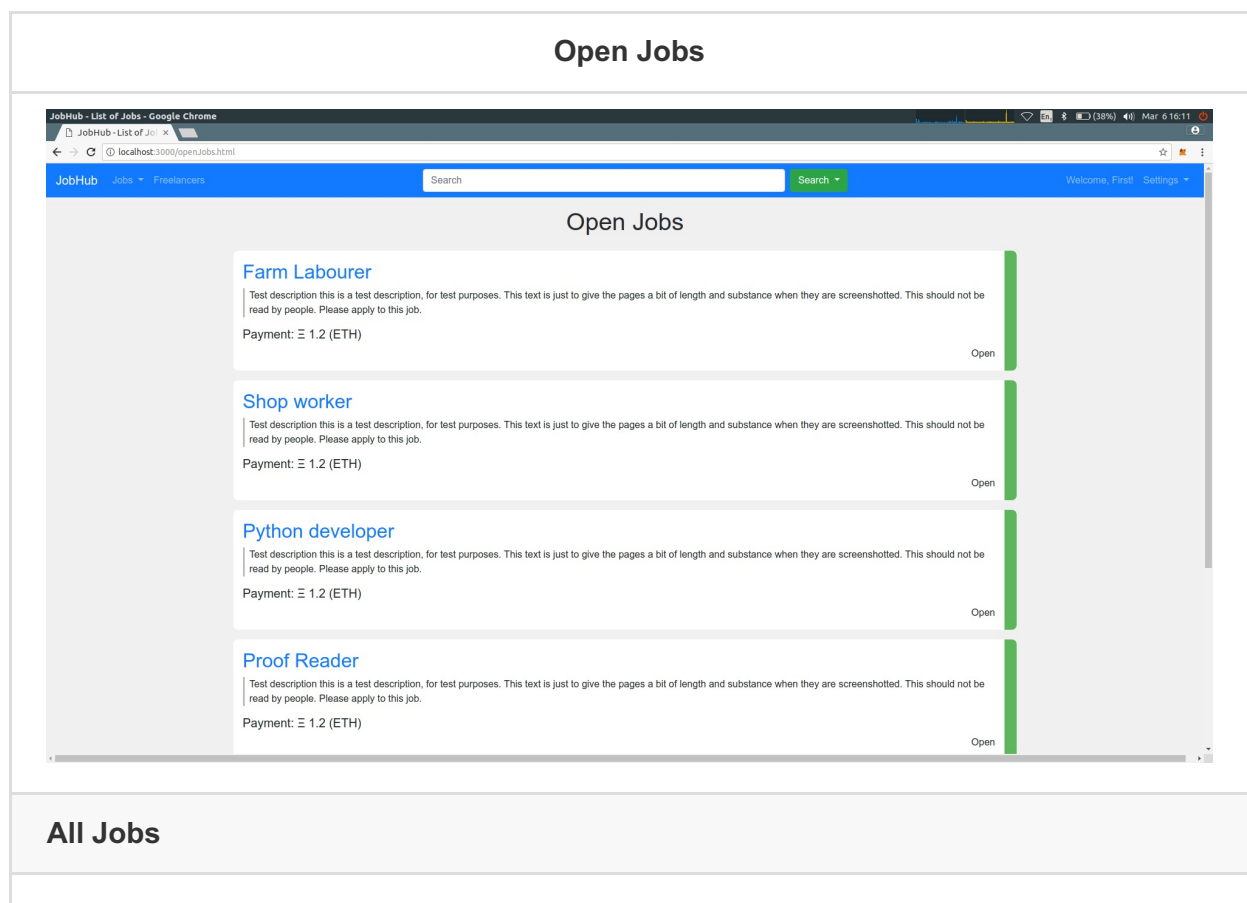 Open Jobs
JobHub - List of Jobs - Google Chrome
En (38%) Mar 6 16:11
JobHub - List of Jo
localhost:3000/openJobs.html
JobHub Jobs Freelancers Search Search Welcome, First! Settings
Open Jobs
Farm Labourer
Test description this is a test description, for test purposes. This text is just to give the pages a bit of length and substance when they are screenshotted. This should not be
read by people. Please apply to this job.
Payment: Ξ 1.2 (ETH)
Open
Shop worker
Test description this is a test description, for test purposes. This text is just to give the pages a bit of length and substance when they are screenshotted. This should not be
read by people. Please apply to this job.
Payment: Ξ 1.2 (ETH)
Open
Python developer
Test description this is a test description, for test purposes. This text is just to give the pages a bit of length and substance when they are screenshotted. This should not be
read by people. Please apply to this job.
Payment: Ξ 1.2 (ETH)
Open
Proof Reader
Test description this is a test description, for test purposes. This text is just to give the pages a bit of length and substance when they are screenshotted. This should not be
read by people. Please apply to this job.
Payment: Ξ 1.2 (ETH)
Open
All Jobs